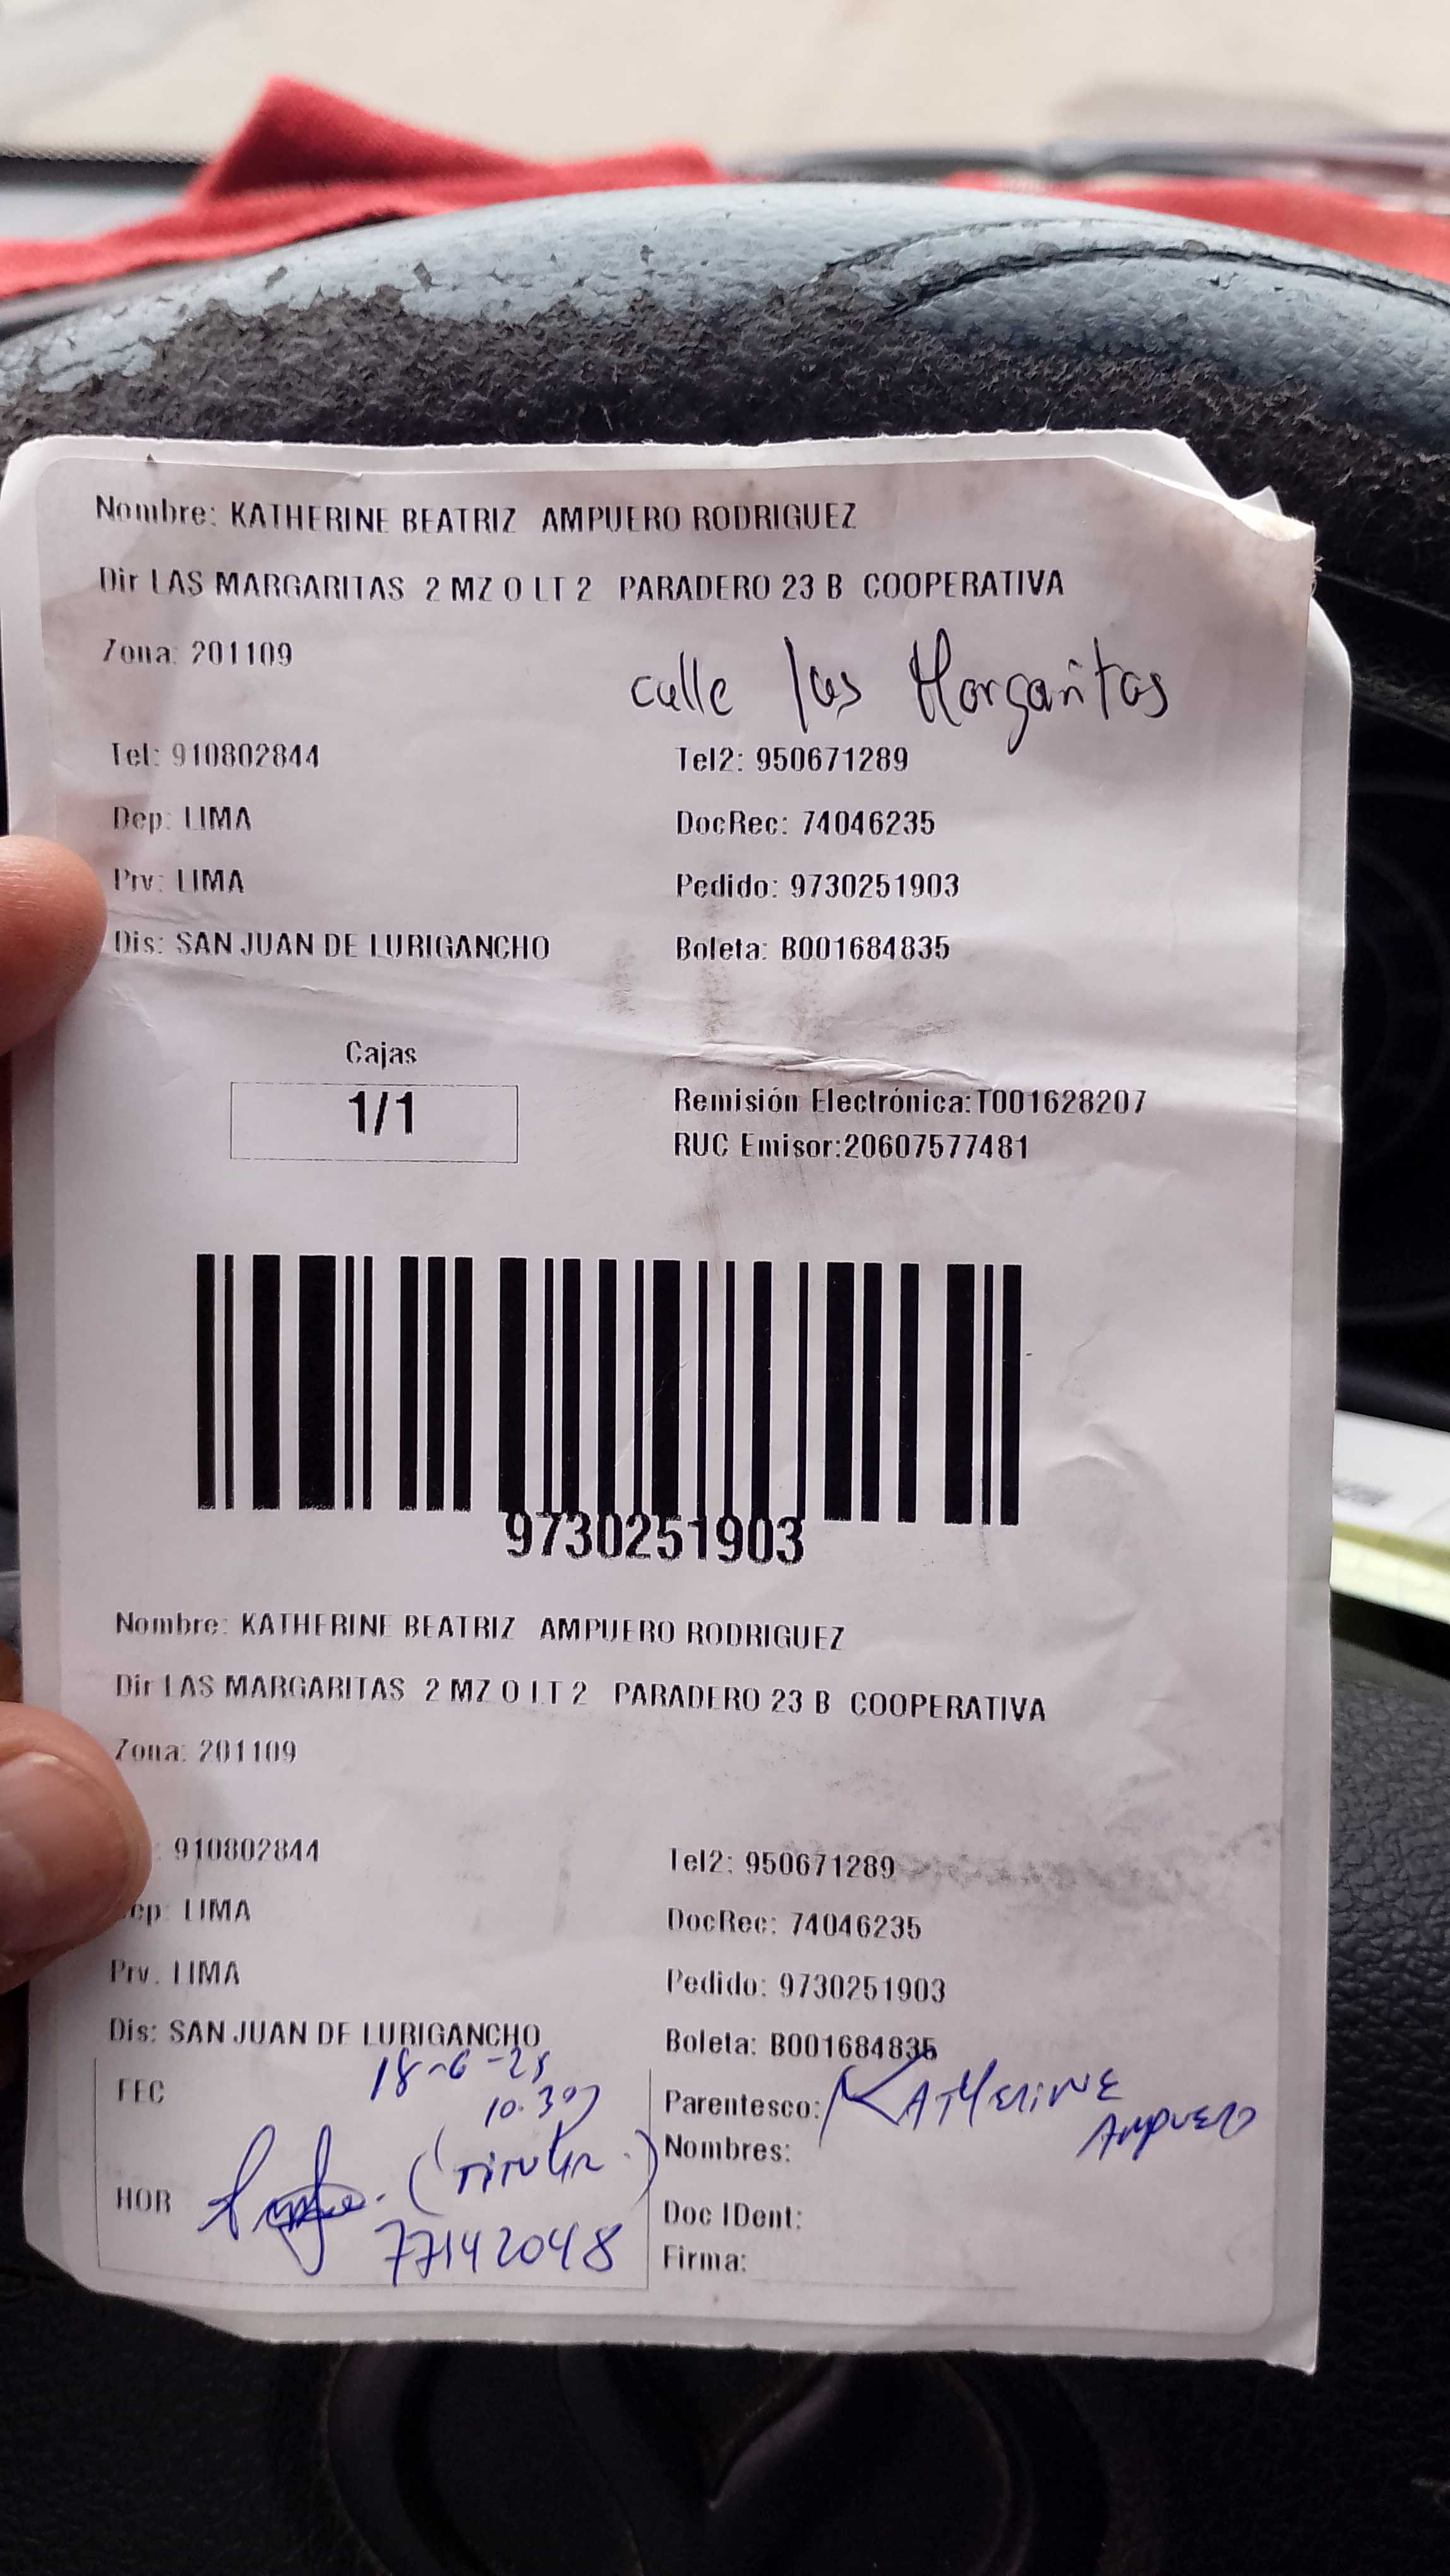 Nombre: KATHERINE BEATRIZ AMPUERO RODRIGUEZ
Dir LAS MARGARITAS 2 MZ O LT 2 PARADERO 23 B COOPERATIVA
Zona: 201109
calle las Margaritas
Tel: 910802844 Tel2: 950671289
Dep: LIMA DocRec: 74046235
Prv: LIMA Pedido: 9730251903
Dis: SAN JUAN DE LURIGANCHO Boleta: B001684835
Cajas
1/1
Remisión Electrónica:T001628207
RUC Emisor:20607577481
9730251903
Nombre: KATHERINE BEATRIZ AMPUERO RODRIGUEZ
Dir LAS MARGARITAS 2 MZ O LT 2 PARADERO 23 B COOPERATIVA
Zona: 201109
: 910802844 Tel2: 950671289
ep: LIMA DocRec: 74046235
Prv. LIMA Pedido: 9730251903
Dis: SAN JUAN DE LURIGANCHO Boleta: B001684835
FEC 18-6-25
10:30
Parentesco: KATHERINE
AMPUERO
Nombres:
HOR (TITULAR)
77142048
Doc IDent:
Firma: